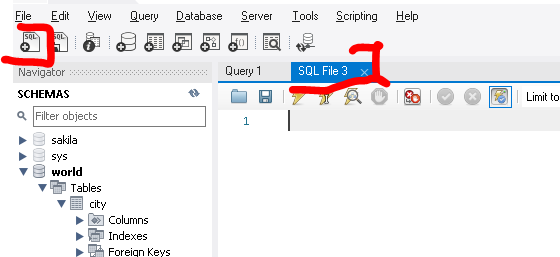 File Edit View Query Database Server Tools Scripting Help
SQL SQL
Navigator
Query 1 SQL File 3
SCHEMAS
Filter objects
Limit to
1
sakila
sys
world
Tables
city
Columns
Indexes
Foreign Keys